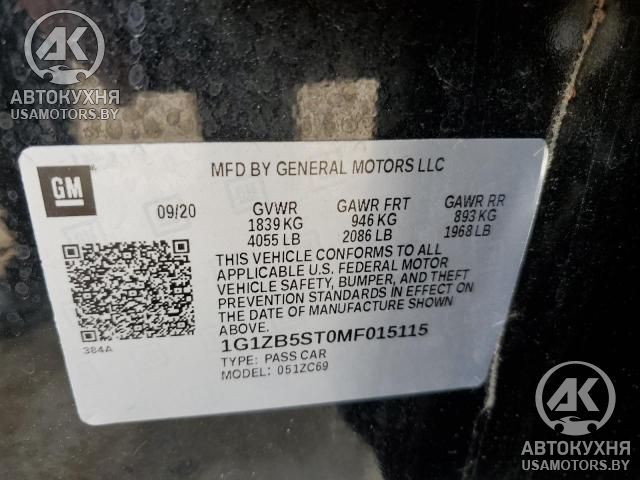 AK
АВТОКУХНЯ
USAMOTORS.BY
GM
MFD BY GENERAL MOTORS LLC
09/20 GVWR GAWR FRT GAWR RR
1839 KG 946 KG 893 KG
4055 LB 2086 LB 1968 LB
THIS VEHICLE CONFORMS TO ALL
APPLICABLE U.S. FEDERAL MOTOR
VEHICLE SAFETY, BUMPER, AND THEFT
PREVENTION STANDARDS IN EFFECT ON
THE DATE OF MANUFACTURE SHOWN
ABOVE.
384A
1G1ZB5ST0MF015115
TYPE: PASS CAR
MODEL: 051ZC69
AK
АВТОКУХНЯ
USAMOTORS.BY